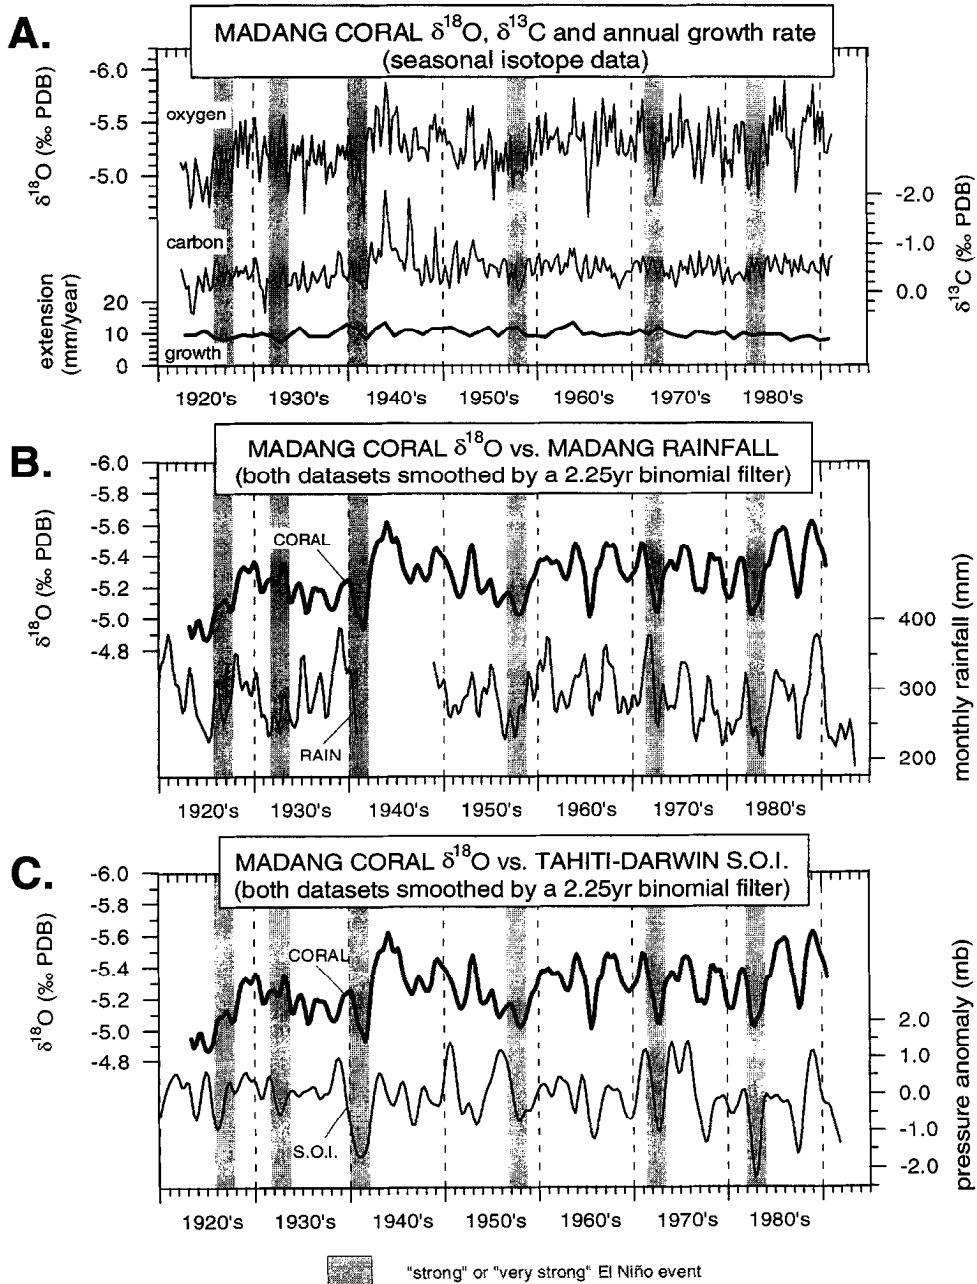 A.
MADANG CORAL δ18O, δ13C and annual growth rate
(seasonal isotope data)
-6.0
-5.5
-5.0
δ18O (‰ PDB)
oxygen
carbon
growth
-2.0
-1.0
0.0
δ13C (‰ PDB)
20
10
0
extension
(mm/year)
1920's 1930's 1940's 1950's 1960's 1970's 1980's
B.
MADANG CORAL δ18O vs. MADANG RAINFALL
(both datasets smoothed by a 2.25yr binomial filter)
-6.0
-5.8
-5.6
-5.4
-5.2
-5.0
-4.8
δ18O (‰ PDB)
CORAL
RAIN
400
300
200
monthly rainfall (mm)
1920's 1930's 1940's 1950's 1960's 1970's 1980's
C.
MADANG CORAL δ18O vs. TAHITI-DARWIN S.O.I.
(both datasets smoothed by a 2.25yr binomial filter)
-6.0
-5.8
-5.6
-5.4
-5.2
-5.0
-4.8
δ18O (‰ PDB)
CORAL
S.O.I.
2.0
1.0
0.0
-1.0
-2.0
pressure anomaly (mb)
1920's 1930's 1940's 1950's 1960's 1970's 1980's
"strong" or "very strong" El Niño event